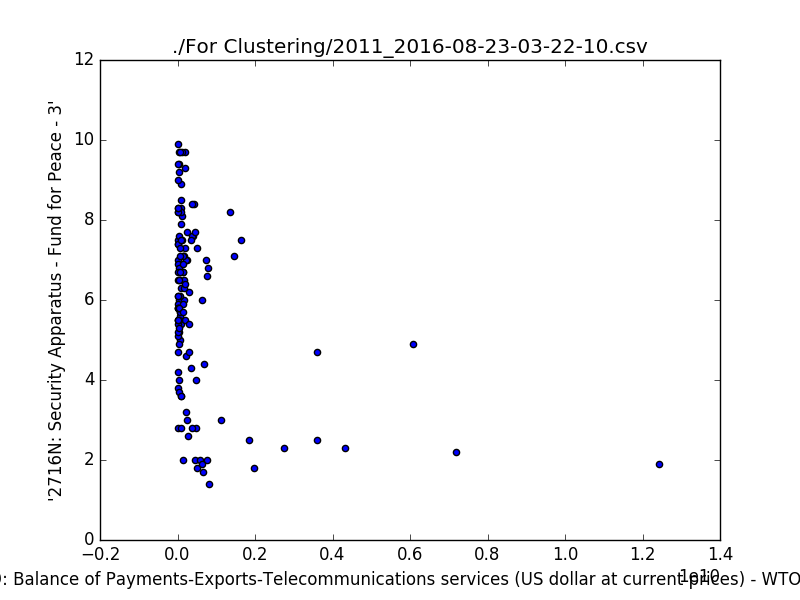 ./For Clustering/2011_2016-08-23-03-22-10.csv
12
10
8
6
4
2
0
'2716N: Security Apparatus - Fund for Peace - 3'
−0.2 0.0 0.2 0.4 0.6 0.8 1.0 1.2 1.4
1e10
: Balance of Payments-Exports-Telecommunications services (US dollar at current prices) - WTO